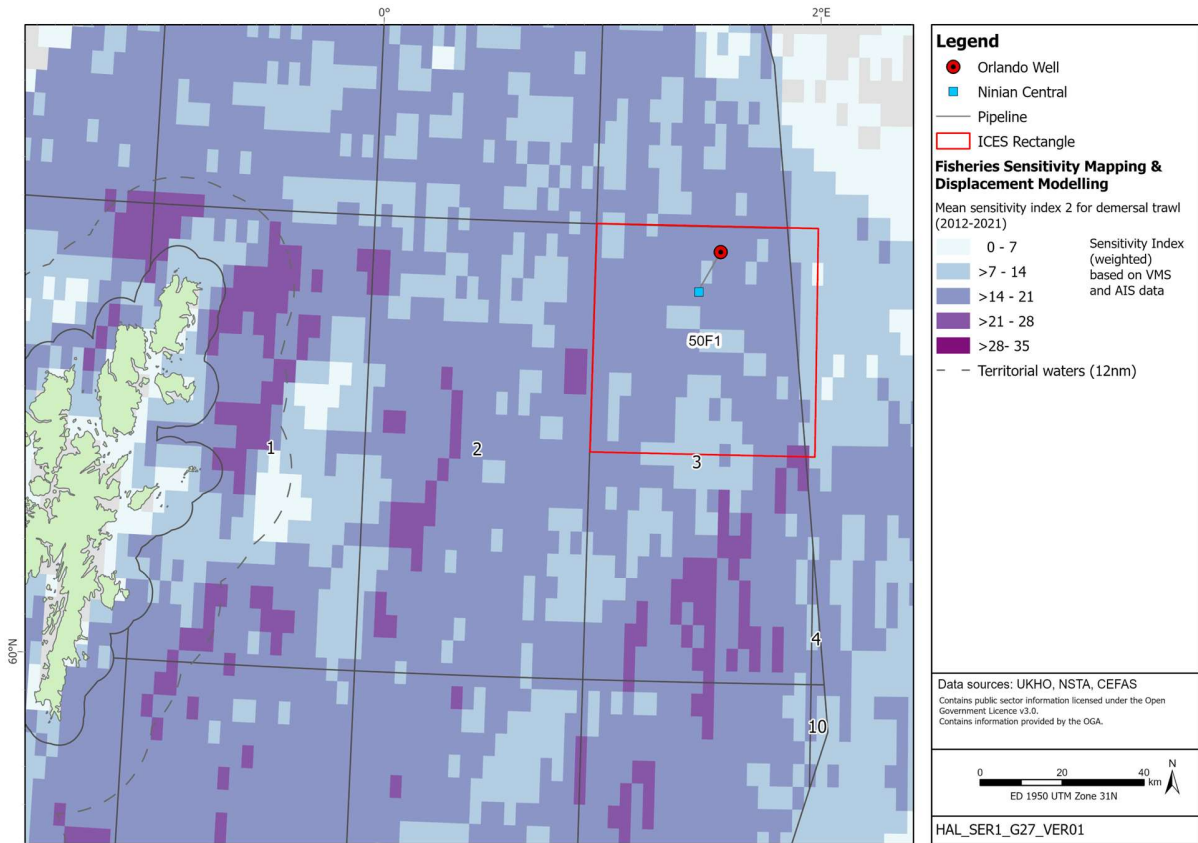 0°
2°E
60°N
50F1
1
2
3
4
10
Legend
Orlando Well
Ninian Central
Pipeline
ICES Rectangle
Fisheries Sensitivity Mapping &
Displacement Modelling
Mean sensitivity index 2 for demersal trawl
(2012-2021)
0 - 7
>7 - 14
>14 - 21
>21 - 28
>28- 35
Sensitivity Index
(weighted)
based on VMS
and AIS data
Territorial waters (12nm)
Data sources: UKHO, NSTA, CEFAS
Contains public sector information licensed under the Open
Government Licence v3.0.
Contains information provided by the OGA.
0 20 40
km
N
ED 1950 UTM Zone 31N
HAL_SER1_G27_VER01